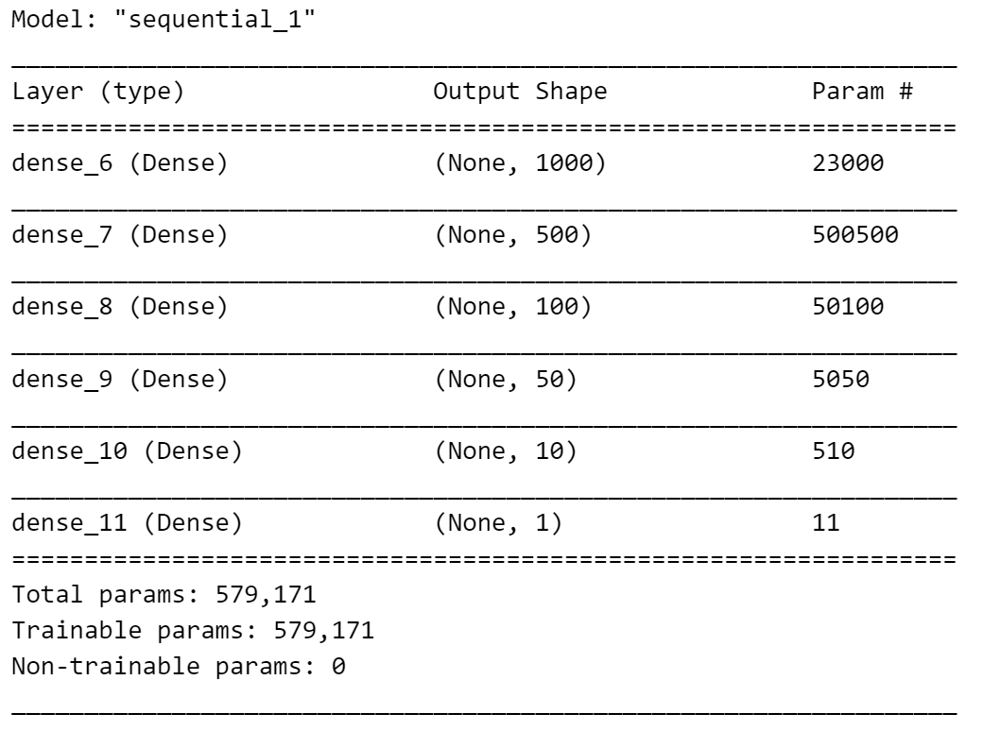 Model: "sequential_1"
_________________________________________________________________
Layer (type)                 Output Shape              Param #
=================================================================
dense_6 (Dense)              (None, 1000)              23000
_________________________________________________________________
dense_7 (Dense)              (None, 500)               500500
_________________________________________________________________
dense_8 (Dense)              (None, 100)               50100
_________________________________________________________________
dense_9 (Dense)              (None, 50)                5050
_________________________________________________________________
dense_10 (Dense)             (None, 10)                510
_________________________________________________________________
dense_11 (Dense)             (None, 1)                 11
=================================================================
Total params: 579,171
Trainable params: 579,171
Non-trainable params: 0
_________________________________________________________________